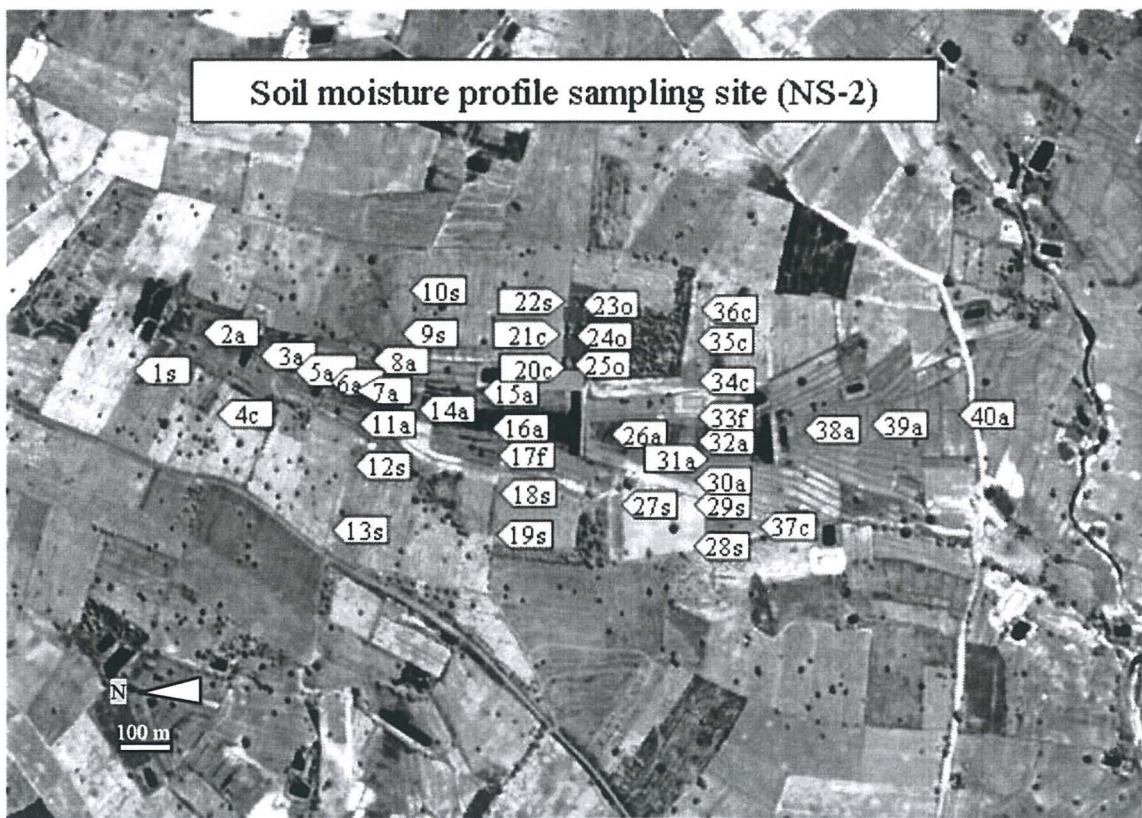 Soil moisture profile sampling site (NS-2)
10s
22s
23o
36c
2a
9s
21c
24o
35c
1s
3a
5a
6a
8a
7a
20c
25o
34c
4c
11a
14a
15a
16a
33f
40a
26a
32a
38a
39a
12s
17f
31a
30a
18s
27s
29s
13s
19s
37c
28s
N
100 m